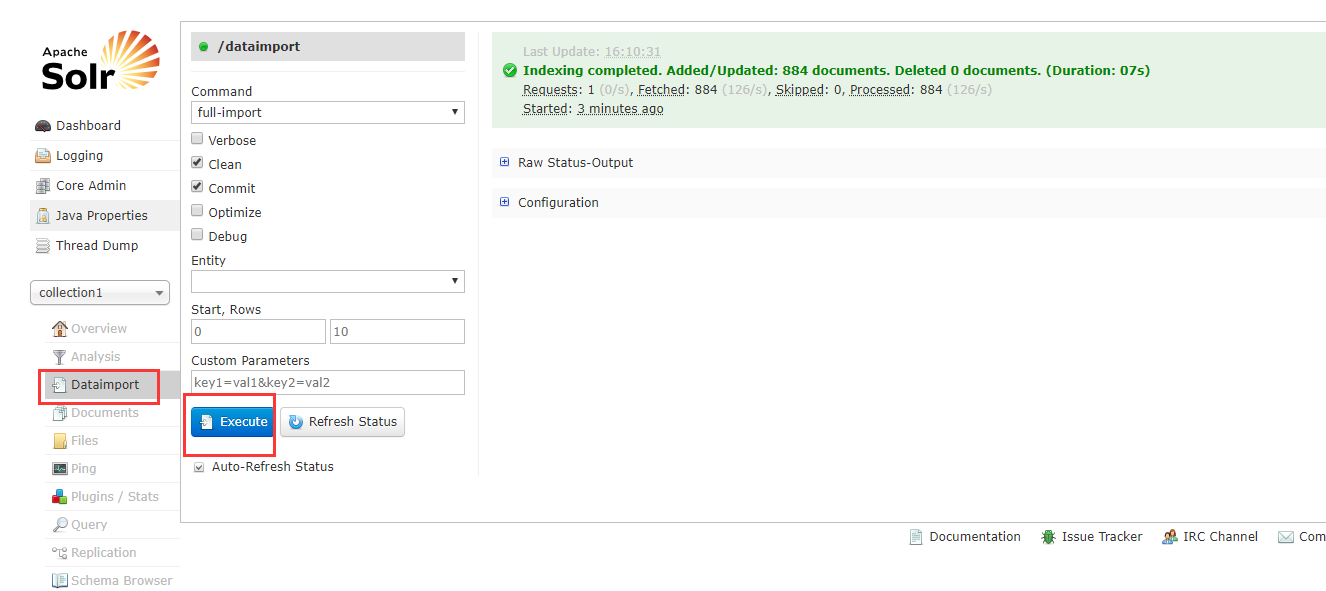 Apache
Solr
Dashboard
Logging
Core Admin
Java Properties
Thread Dump
collection1
Overview
Analysis
Dataimport
Documents
Files
Ping
Plugins / Stats
Query
Replication
Schema Browser
/dataimport
Command
full-import
Verbose
Clean
Commit
Optimize
Debug
Entity
Start, Rows
0 10
Custom Parameters
key1=val1&key2=val2
Execute Refresh Status
Auto-Refresh Status
Last Update: 16:10:31
Indexing completed. Added/Updated: 884 documents. Deleted 0 documents. (Duration: 07s)
Requests: 1 (0/s), Fetched: 884 (126/s), Skipped: 0, Processed: 884 (126/s)
Started: 3 minutes ago
Raw Status-Output
Configuration
Documentation Issue Tracker IRC Channel Com